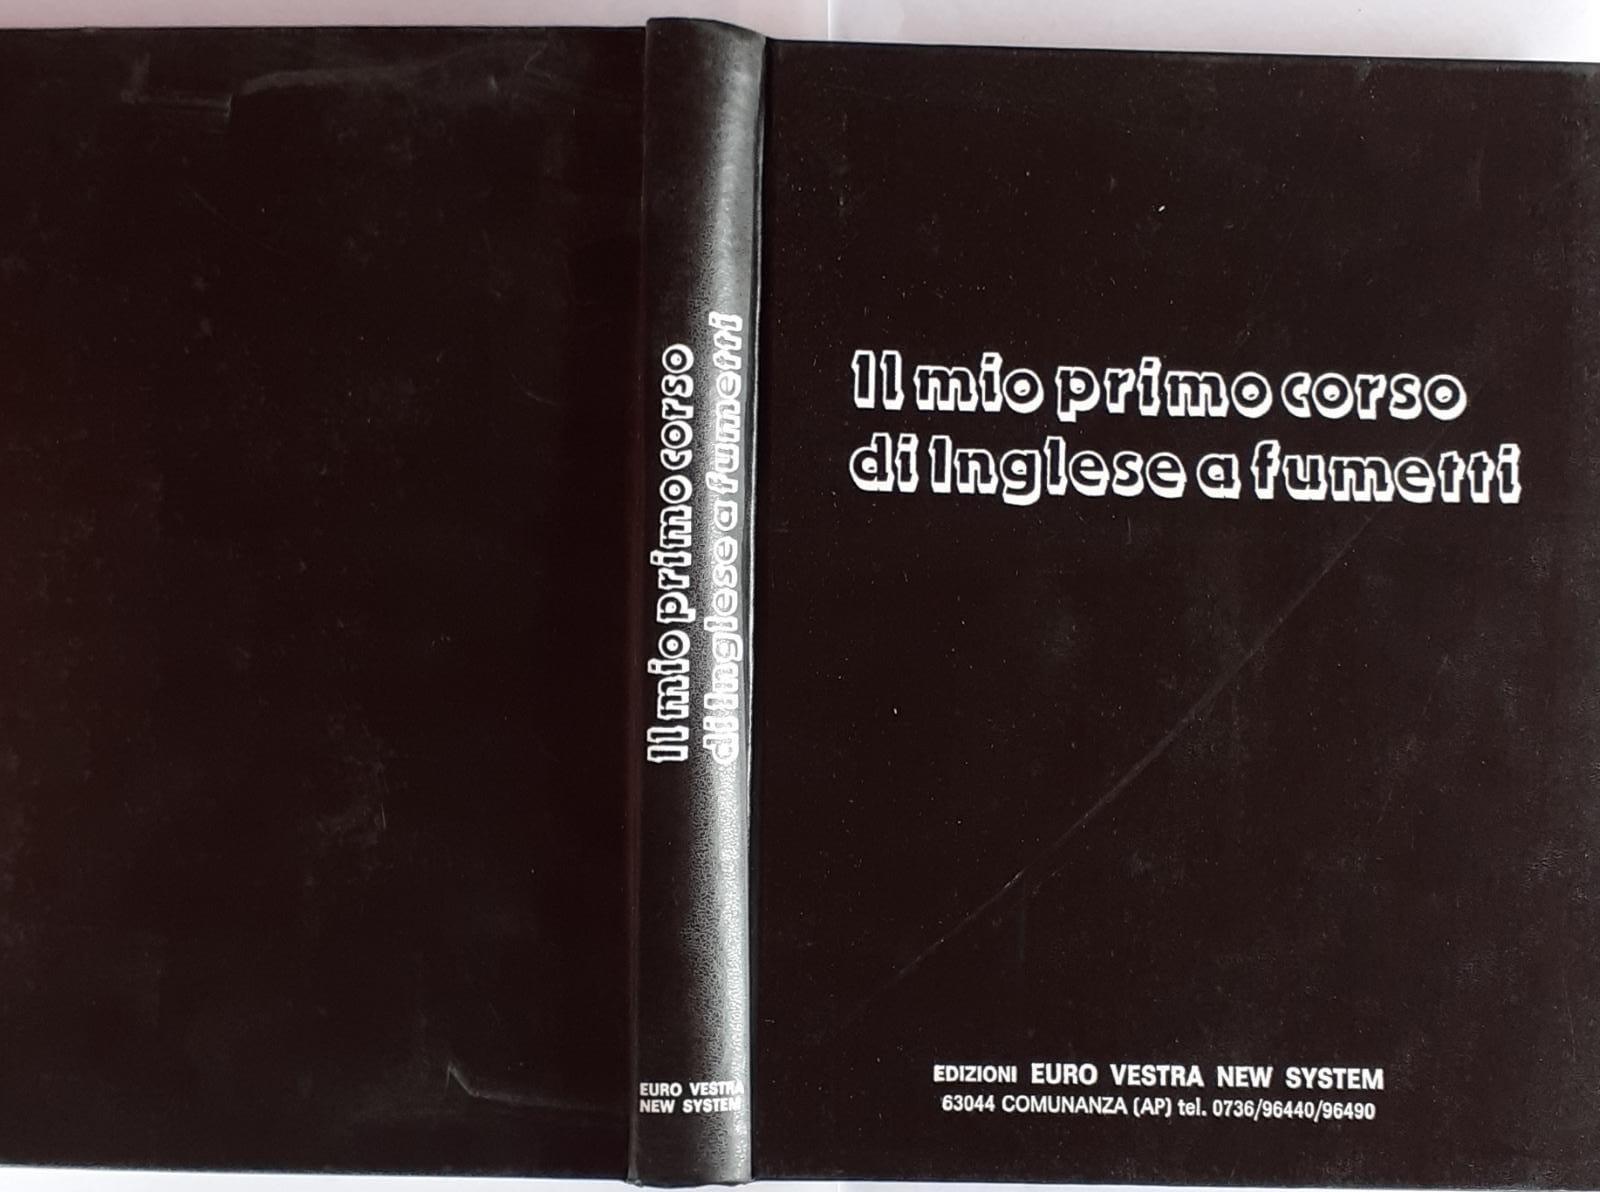 Il mio primo corso
di Inglese a fumetti
EURO VESTRA
NEW SYSTEM
Il mio primo corso
di Inglese a fumetti
EDIZIONI EURO VESTRA NEW SYSTEM
63044 COMUNANZA (AP) tel. 0736/96440/96490